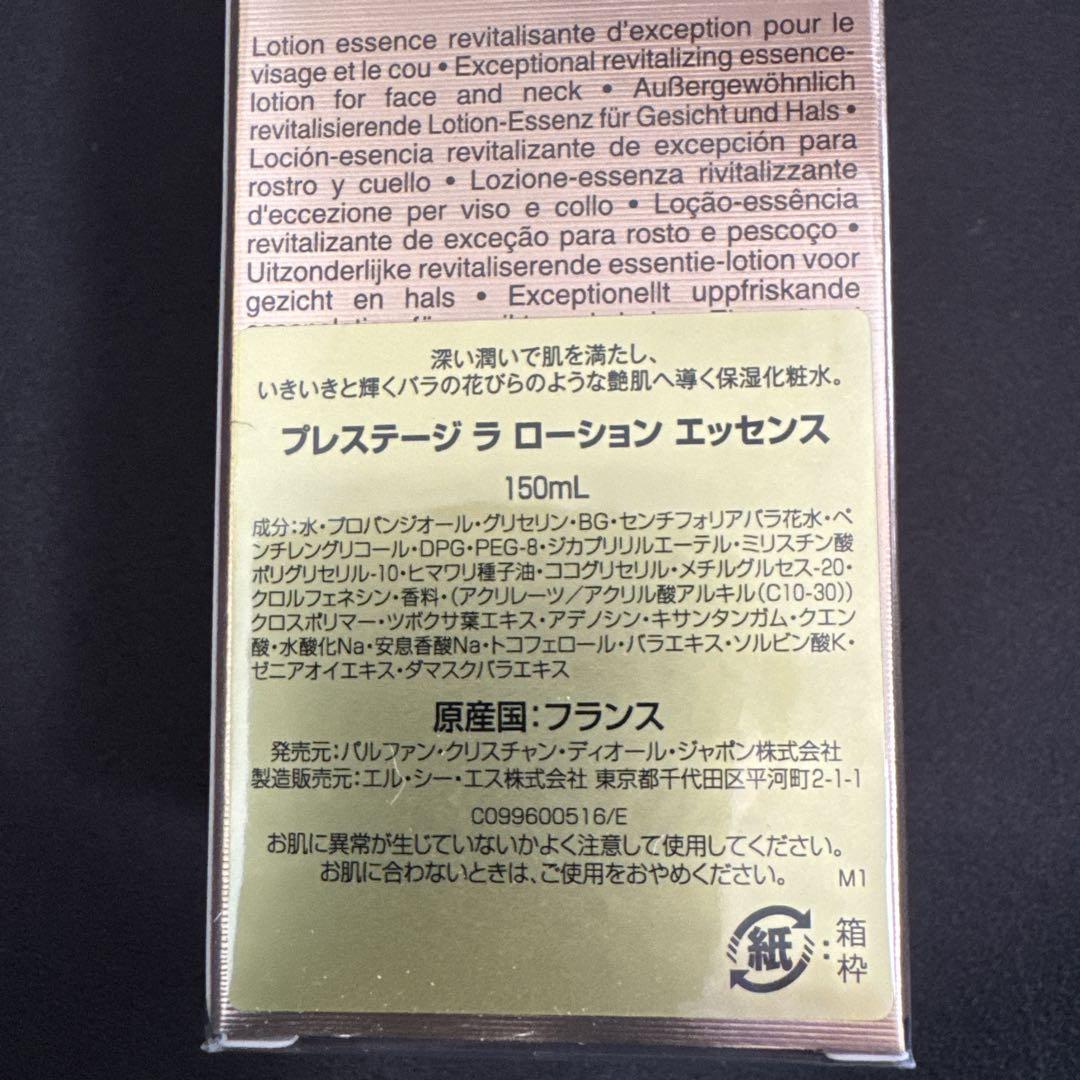 Lotion essence revitalisante d'exception pour le
visage et le cou • Exceptional revitalizing essence-
lotion for face and neck • Außergewöhnlich
revitalisierende Lotion-Essenz für Gesicht und Hals •
Loción-esencia revitalizante de excepción para
rostro y cuello • Lozione-essenza rivitalizzante
d'eccezione per viso e collo • Loção-essência
revitalizante de exceção para rosto e pescoço •
Uitzonderlijke revitaliserende essentie-lotion voor
gezicht en hals • Exceptionellt uppfriskande
深い潤いで肌を満たし、
いきいきと輝くバラの花びらのような艶肌へ導く保湿化粧水。
プレステージ ラ ローション エッセンス
150mL
成分:水・プロパンジオール・グリセリン・BG・センチフォリアバラ花水・ペ
ンチレングリコール・DPG・PEG-8・ジカプリリルエーテル・ミリスチン酸
ポリグリセリル-10・ヒマワリ種子油・ココグリセリル・メチルグルセス-20・
クロルフェネシン・香料・(アクリレーツ/アクリル酸アルキル(C10-30))
クロスポリマー・ツボクサ葉エキス・アデノシン・キサンタンガム・クエン
酸・水酸化Na・安息香酸Na・トコフェロール・バラエキス・ソルビン酸K・
ゼニアオイエキス・ダマスクバラエキス
原産国:フランス
発売元:パルファン・クリスチャン・ディオール・ジャポン株式会社
製造販売元:エル・シー・エス株式会社 東京都千代田区平河町2-1-1
C099600516/E
お肌に異常が生じていないかよく注意して使用してください。
お肌に合わないときは、ご使用をおやめください。 M1
紙:箱
枠